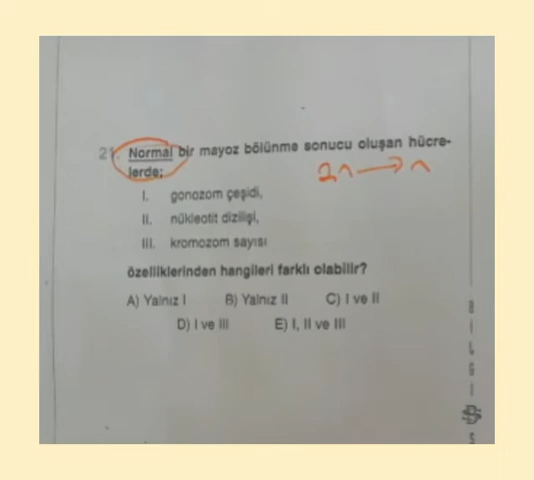 21. Normal bir mayoz bölünme sonucu oluşan hücre-
lerde;
2n → n
I. gonozom çeşidi,
II. nükleotit dizilişi,
III. kromozom sayısı
özelliklerinden hangileri farklı olabilir?
A) Yalnız I B) Yalnız II C) I ve II
D) I ve III E) I, II ve III